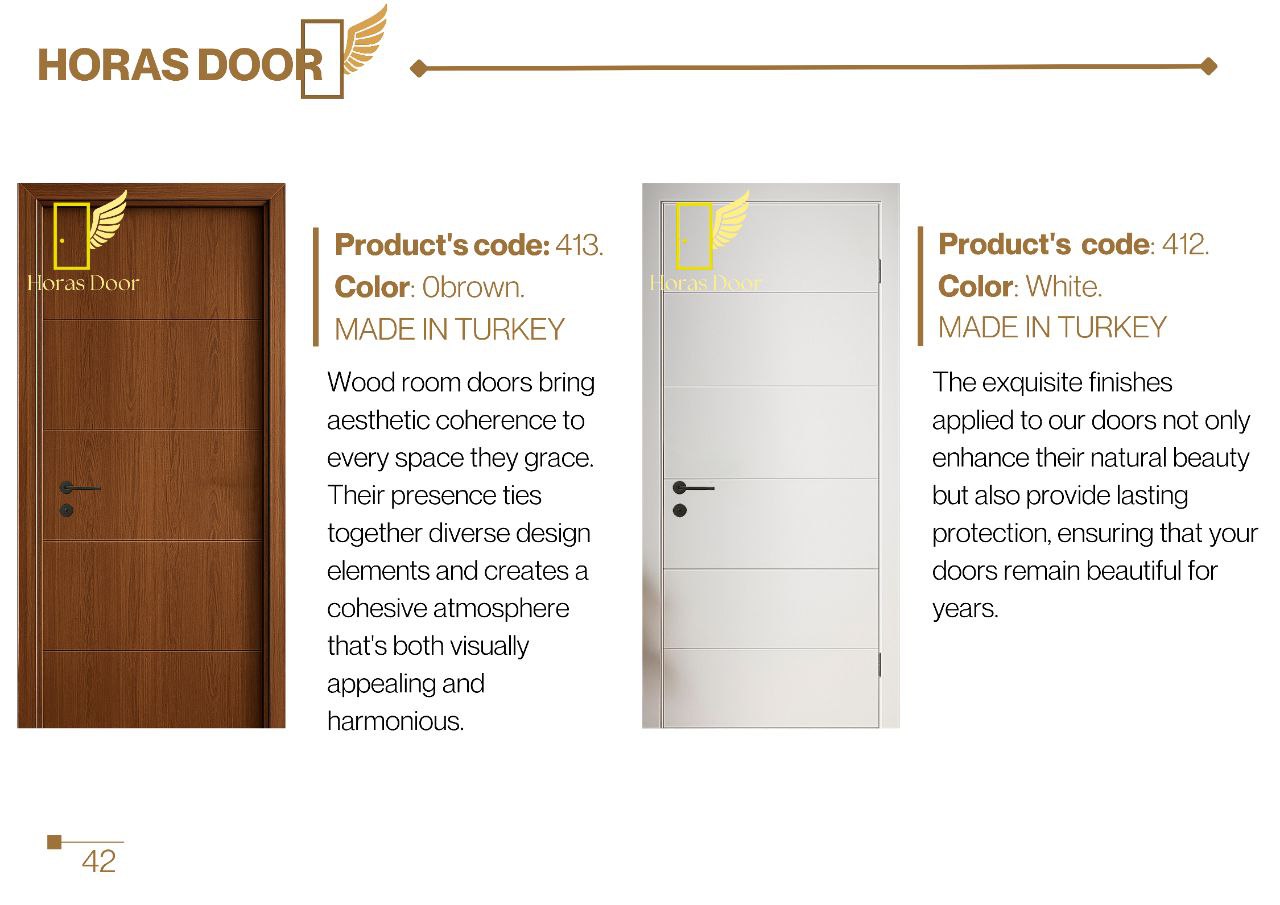 HORAS DOOR
Horas Door
Product's code: 413.
Color: 0brown.
MADE IN TURKEY
Wood room doors bring
aesthetic coherence to
every space they grace.
Their presence ties
together diverse design
elements and creates a
cohesive atmosphere
that's both visually
appealing and
harmonious.
Horas Door
Product's code: 412.
Color: White.
MADE IN TURKEY
The exquisite finishes
applied to our doors not only
enhance their natural beauty
but also provide lasting
protection, ensuring that your
doors remain beautiful for
years.
42